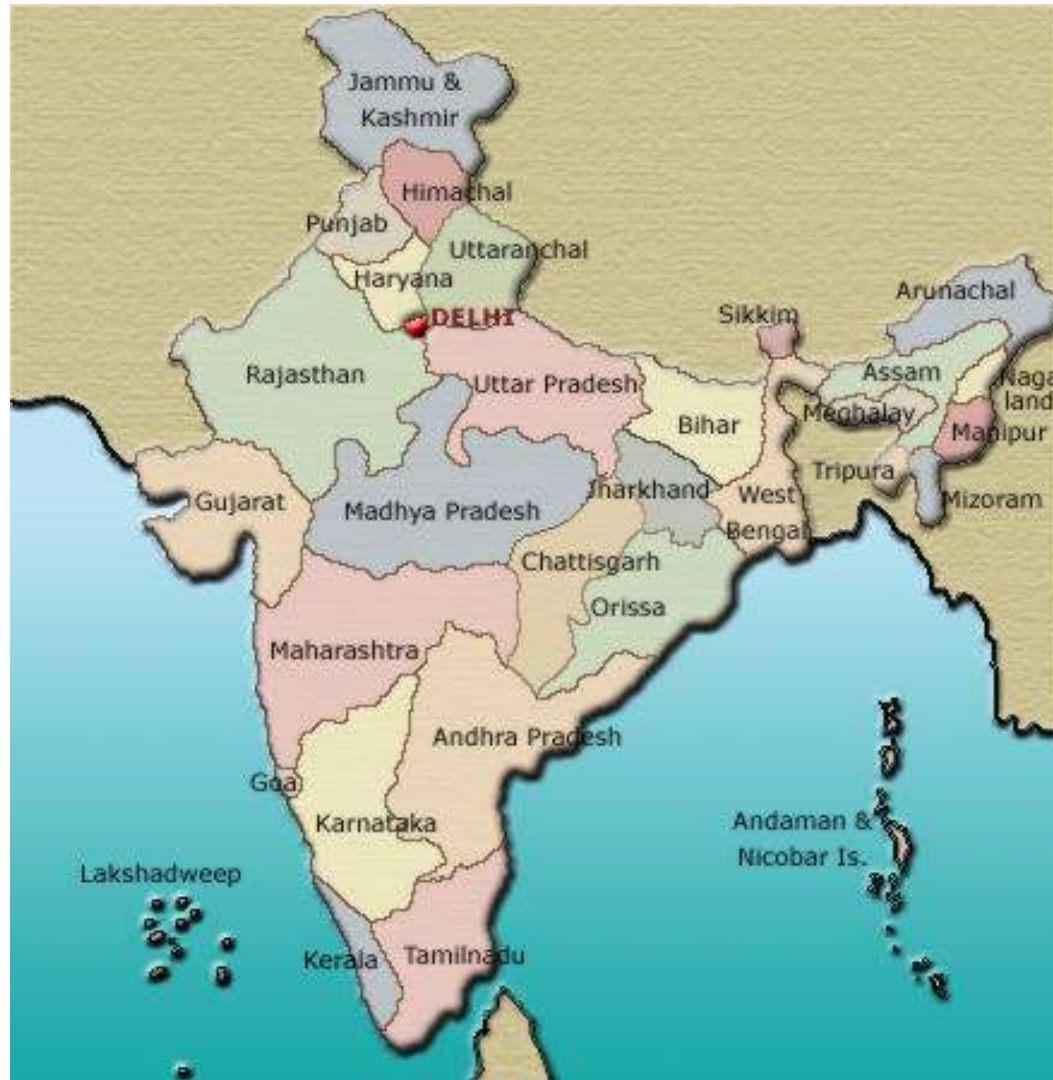 Jammu &
Kashmir
Himachal
Punjab
Uttaranchal
Haryana
DELHI
Rajasthan
Uttar Pradesh
Sikkim
Arunachal
Assam
Naga
land
Meghalay
Manipur
Bihar
Tripura
Mizoram
Gujarat
Madhya Pradesh
Jharkhand
West
Bengal
Chattisgarh
Orissa
Maharashtra
Andhra Pradesh
Goa
Karnataka
Andaman &
Nicobar Is.
Lakshadweep
Kerala
Tamilnadu